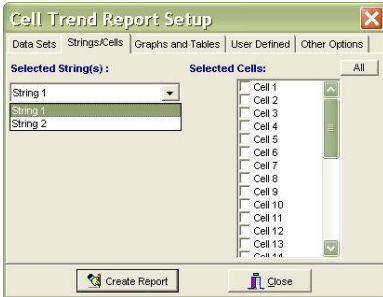 Cell Trend Report Setup
Data Sets Strings/Cells Graphs and Tables User Defined Other Options
Selected String(s) :
String 1
String 1
String 2
Selected Cells:
All
Cell 1
Cell 2
Cell 3
Cell 4
Cell 5
Cell 6
Cell 7
Cell 8
Cell 9
Cell 10
Cell 11
Cell 12
Cell 13
Cell 14
Create Report
Close